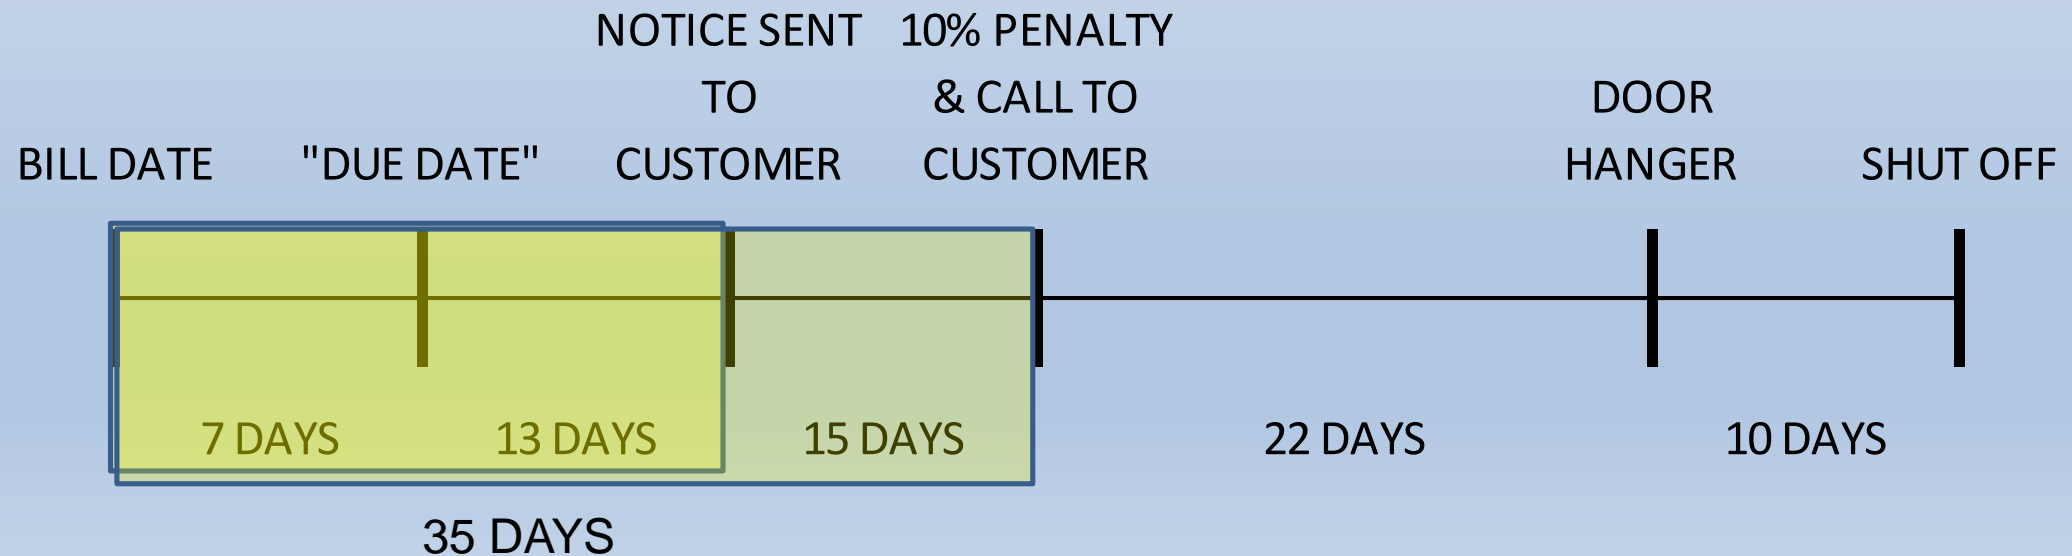 BILL DATE
"DUE DATE"
NOTICE SENT
TO
CUSTOMER
10% PENALTY
& CALL TO
CUSTOMER
DOOR
HANGER
SHUT OFF
7 DAYS
13 DAYS
15 DAYS
22 DAYS
10 DAYS
35 DAYS